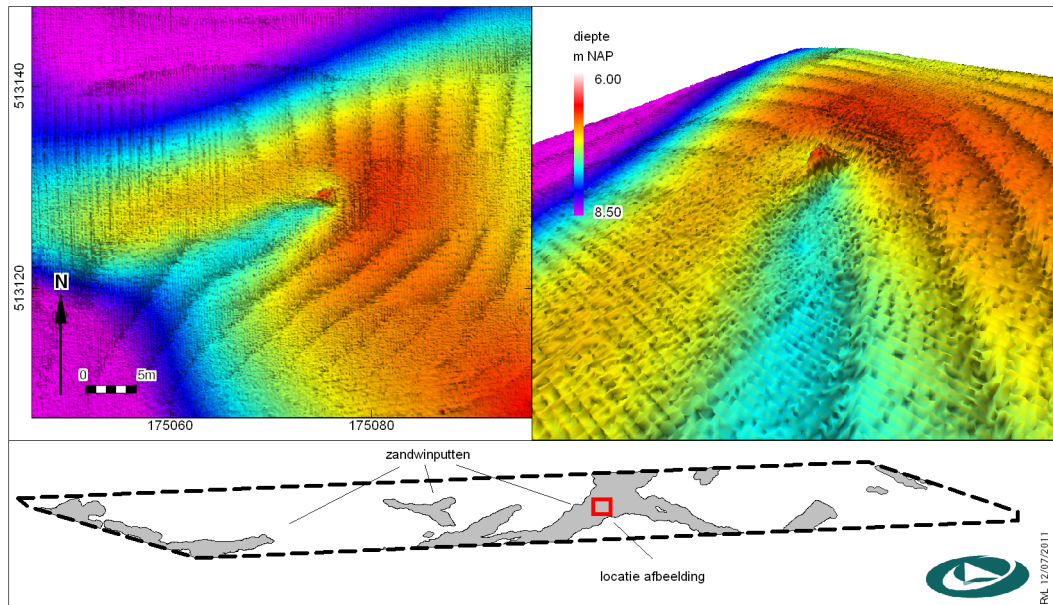 513140
513120
N
0 5m
175060 175080
diepte
m NAP
6.00
8.50
zandwinputten
locatie afbeelding
RvL 12/07/2011